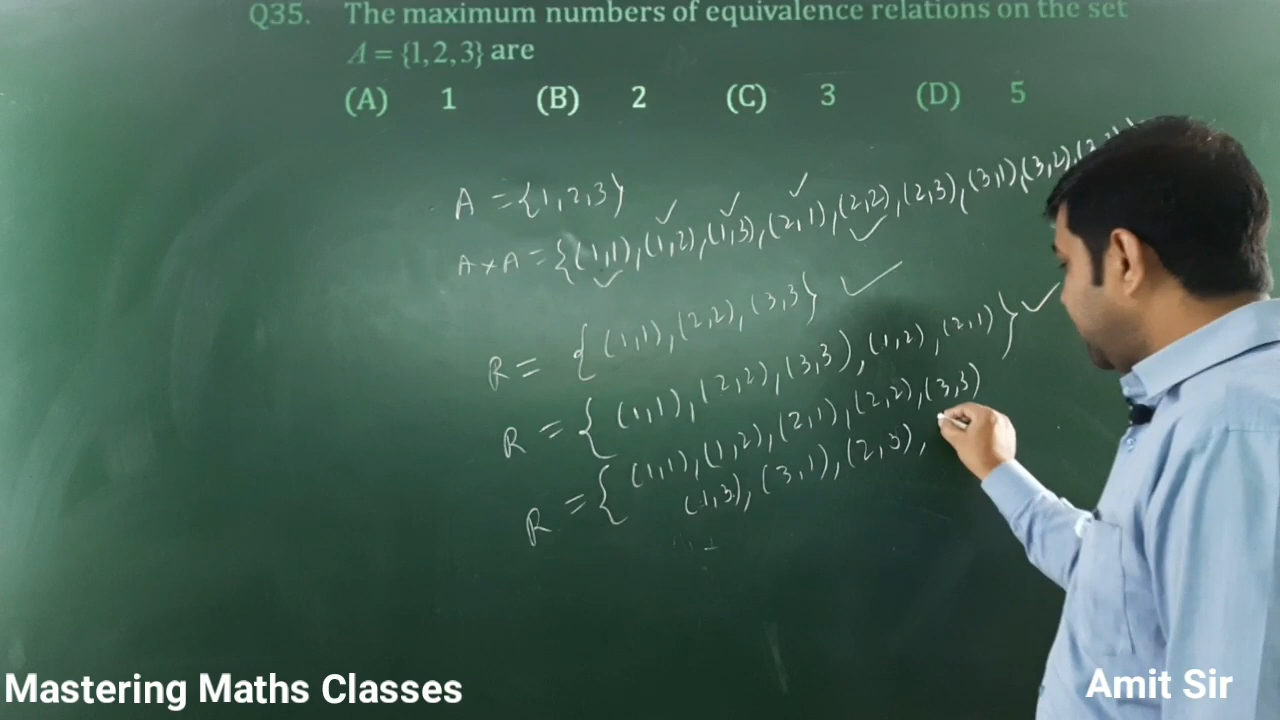 Q35. The maximum numbers of equivalence relations on the set
A = {1, 2, 3} are
(A) 1 (B) 2 (C) 3 (D) 5
A = {1,2,3}
A × A = {(1,1),(1,2),(1,3),(2,1),(2,2),(2,3),(3,1),(3,2),
R = {(1,1),(2,2),(3,3}
R = {(1,1),(2,2),(3,3),(1,2),(2,1)}
R = {(1,1),(1,2),(2,1),(2,2),(3,3)
(1,3),(3,1),(2,3),
Mastering Maths Classes
Amit Sir